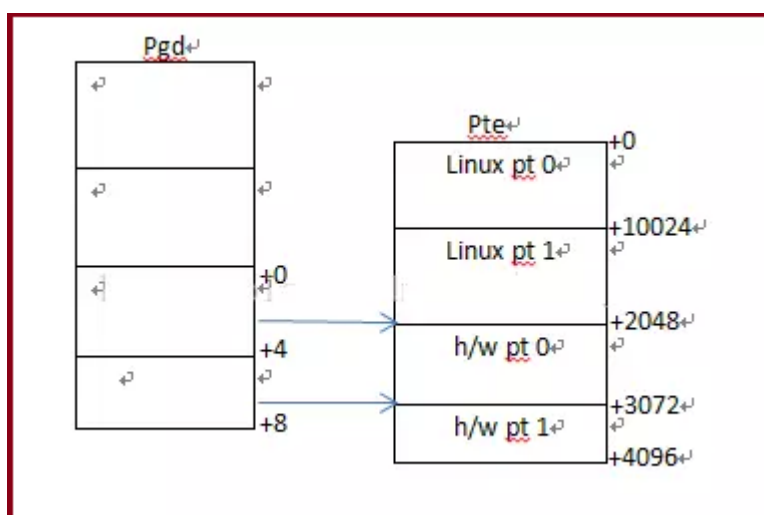 Pgd
Pte
+0
Linux pt 0
+10024
Linux pt 1
+0
+2048
h/w pt 0
+4
+3072
h/w pt 1
+8
+4096